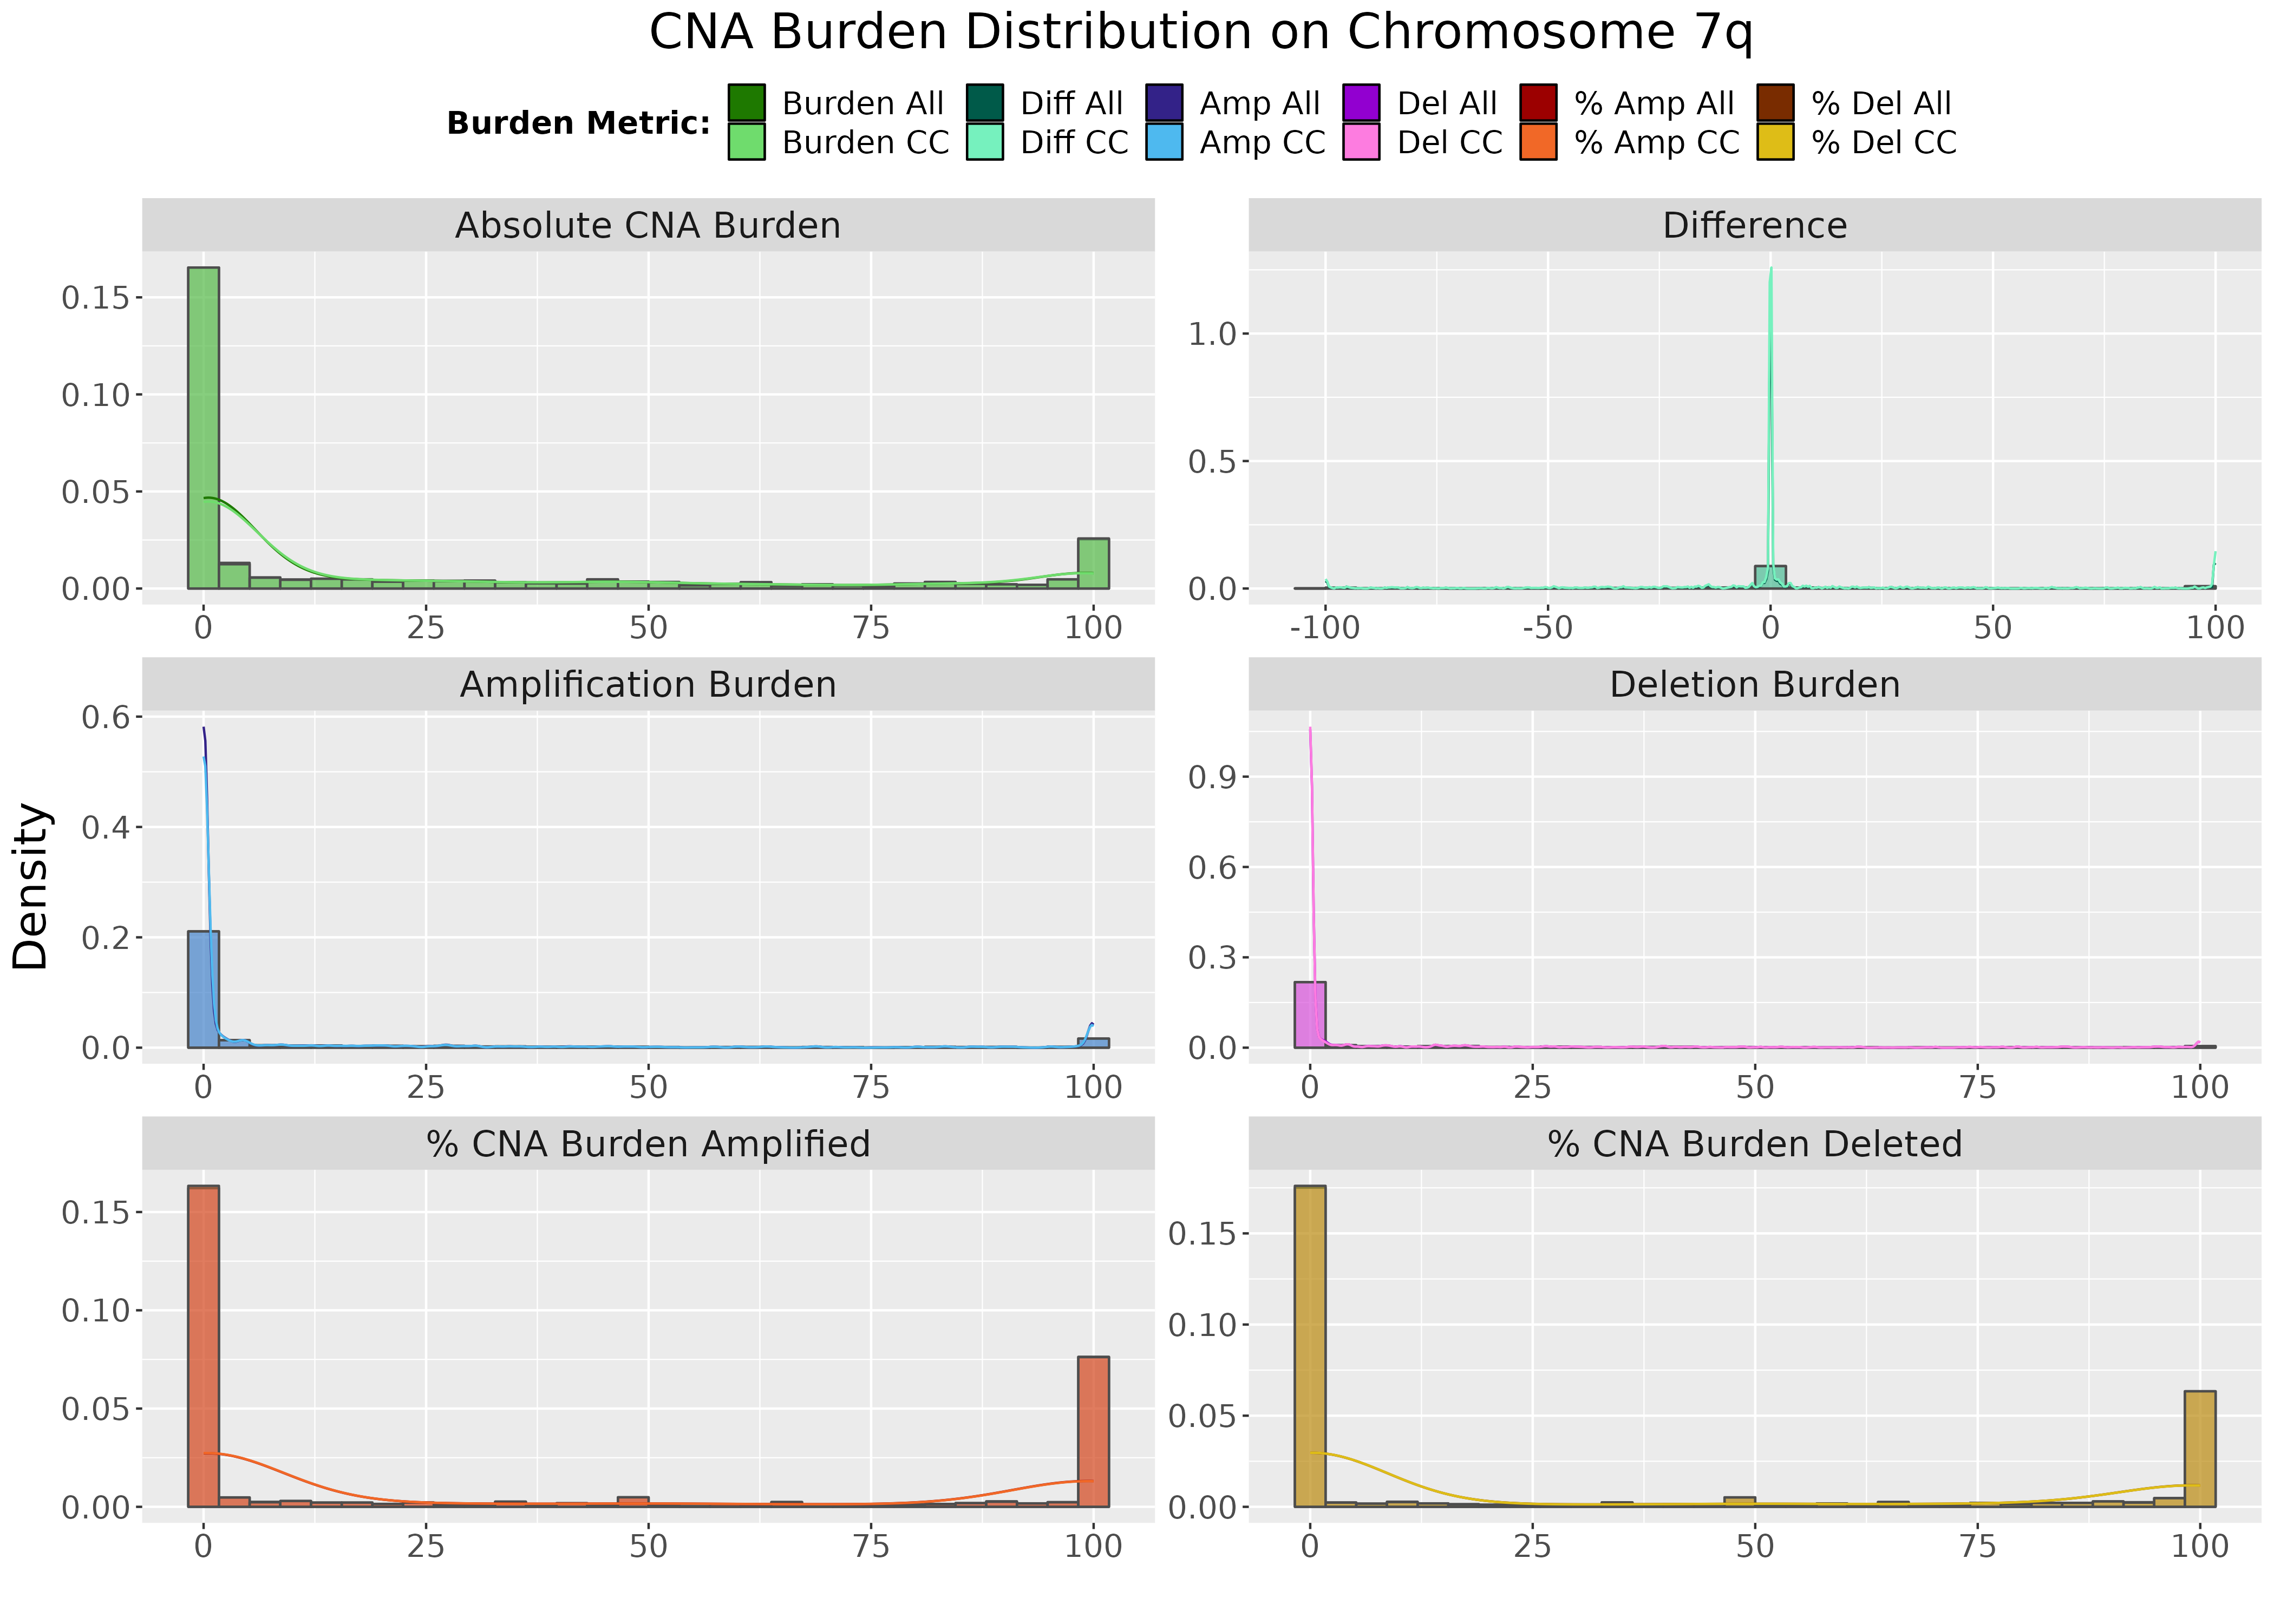 CNA Burden Distribution on Chromosome 7q
Burden Metric:
Burden All Diff All Amp All Del All % Amp All % Del All
Burden CC Diff CC Amp CC Del CC % Amp CC % Del CC
Absolute CNA Burden
0.15
0.10
0.05
0.00
0 25 50 75 100
Difference
1.0
0.5
0.0
-100 -50 0 50 100
Density
Amplification Burden
0.6
0.4
0.2
0.0
0 25 50 75 100
Deletion Burden
0.9
0.6
0.3
0.0
0 25 50 75 100
% CNA Burden Amplified
0.15
0.10
0.05
0.00
0 25 50 75 100
% CNA Burden Deleted
0.15
0.10
0.05
0.00
0 25 50 75 100